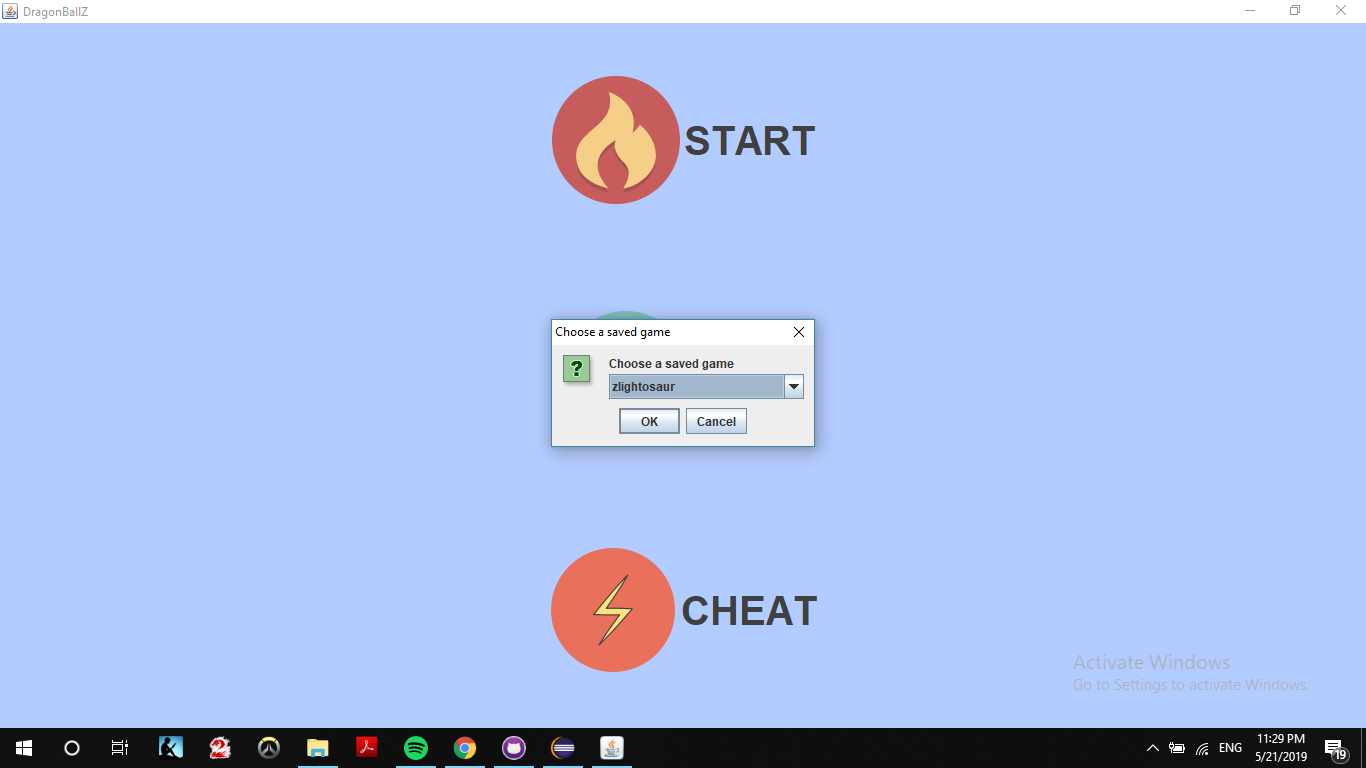 DragonBallZ
START
Choose a saved game
?
Choose a saved game
zlightosaur
OK
Cancel
CHEAT
Activate Windows
Go to Settings to activate Windows.
ENG
11:29 PM
5/21/2019
19